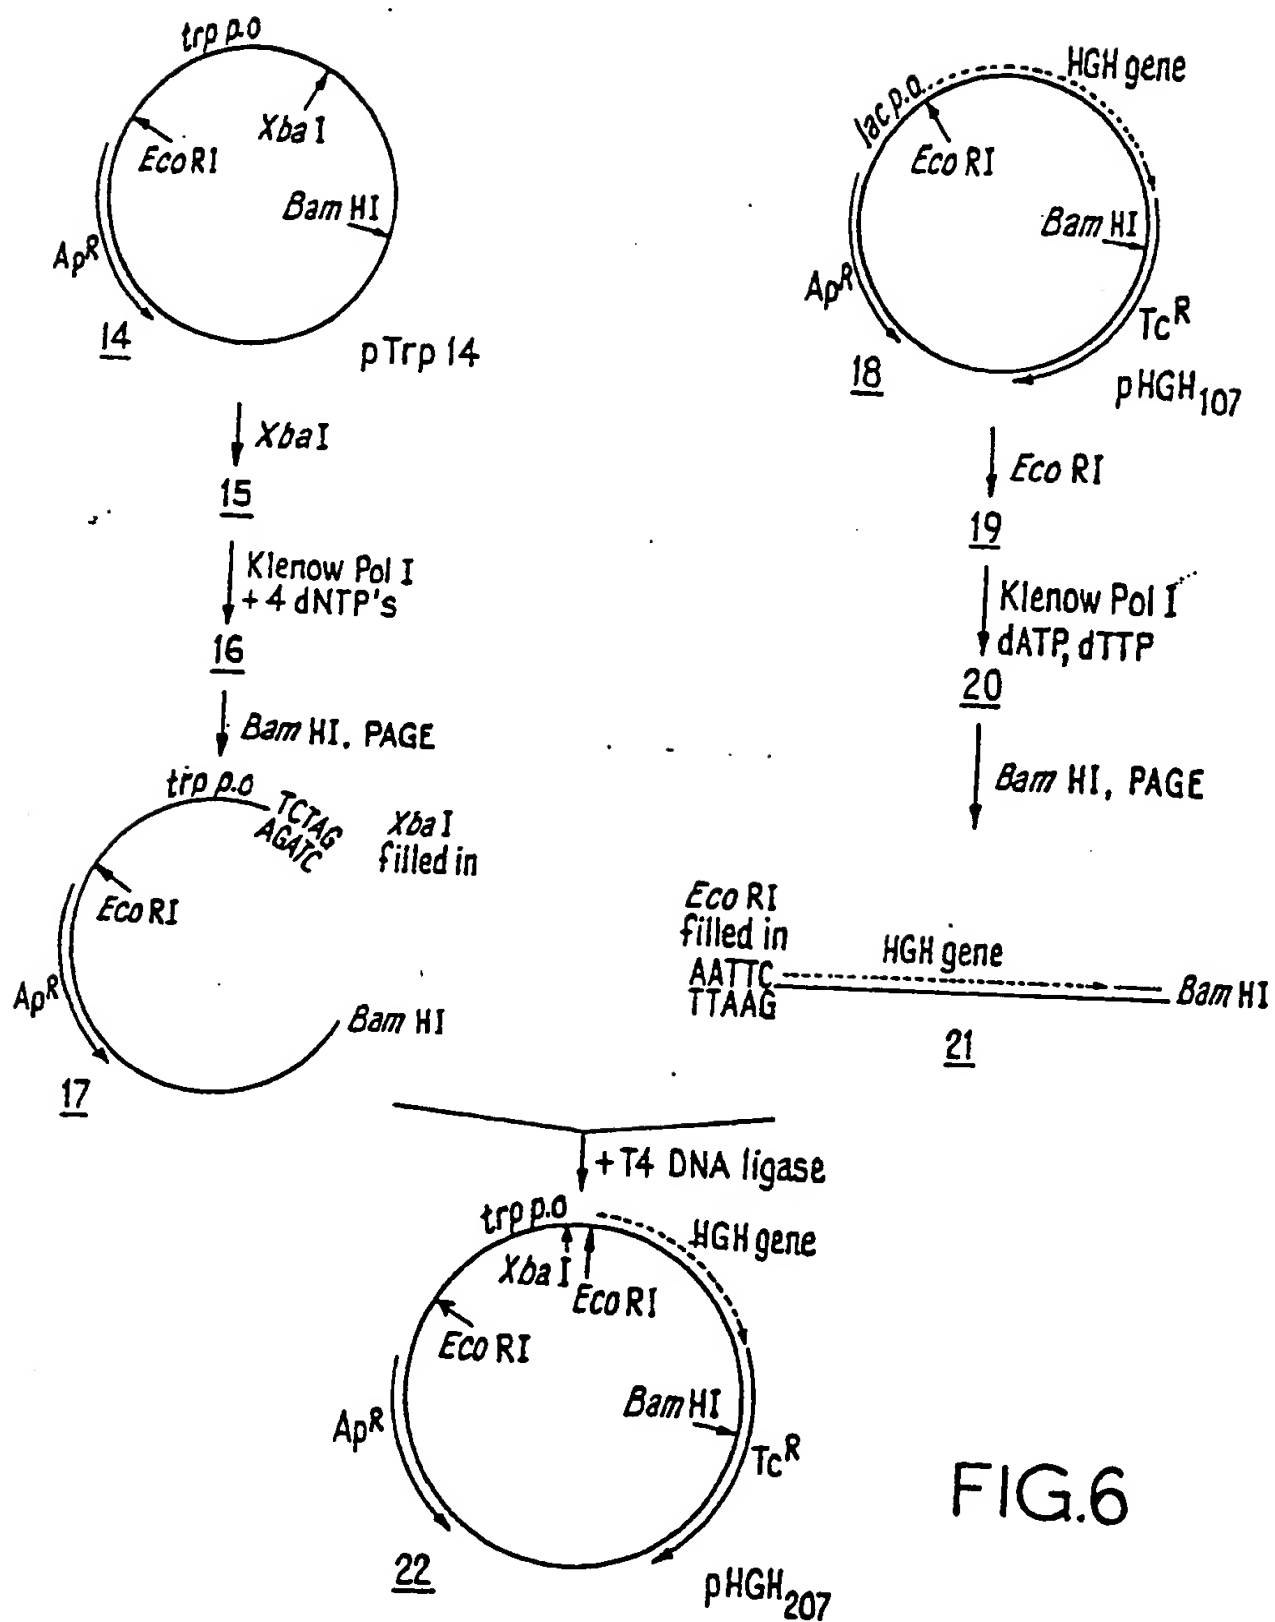 trp p.o
Xba I
Eco RI
Bam HI
ApR
14
pTrp 14
Xba I
15
Klenow Pol I
+ 4 dNTP's
16
Bam HI, PAGE
trp p.o
TCTAG
AGATC
Xba I
filled in
Eco RI
ApR
Bam HI
17
HGH gene
lac p.o.
Eco RI
Bam HI
ApR
TcR
18
pHGH107
Eco RI
19
Klenow Pol I
dATP, dTTP
20
Bam HI, PAGE
Eco RI
filled in
AATTC
TTAAG
HGH gene
Bam HI
21
+ T4 DNA ligase
trp p.o
HGH gene
Xba I
Eco RI
Eco RI
Bam HI
ApR
TcR
22
pHGH207
FIG.6